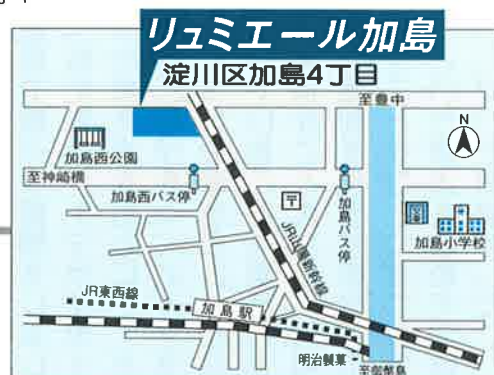 リュミエール加島
淀川区加島4丁目
至豊中
N
加島西公園
至神崎橋
加島西バス停
加島バス停
加島小学校
JR山陽新幹線
JR東西線
加島駅
明治製菓
至御幣島